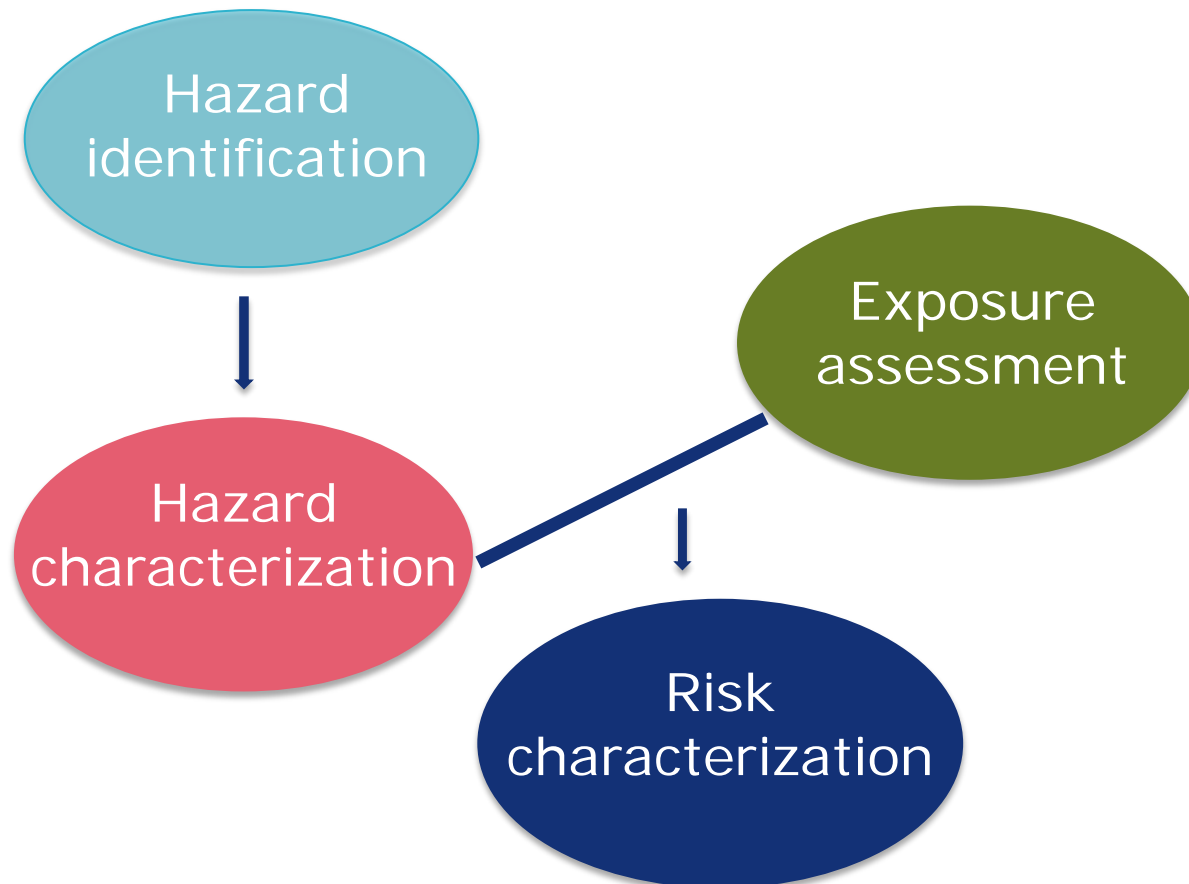 Hazard
identification
Exposure
assessment
Hazard
characterization
Risk
characterization